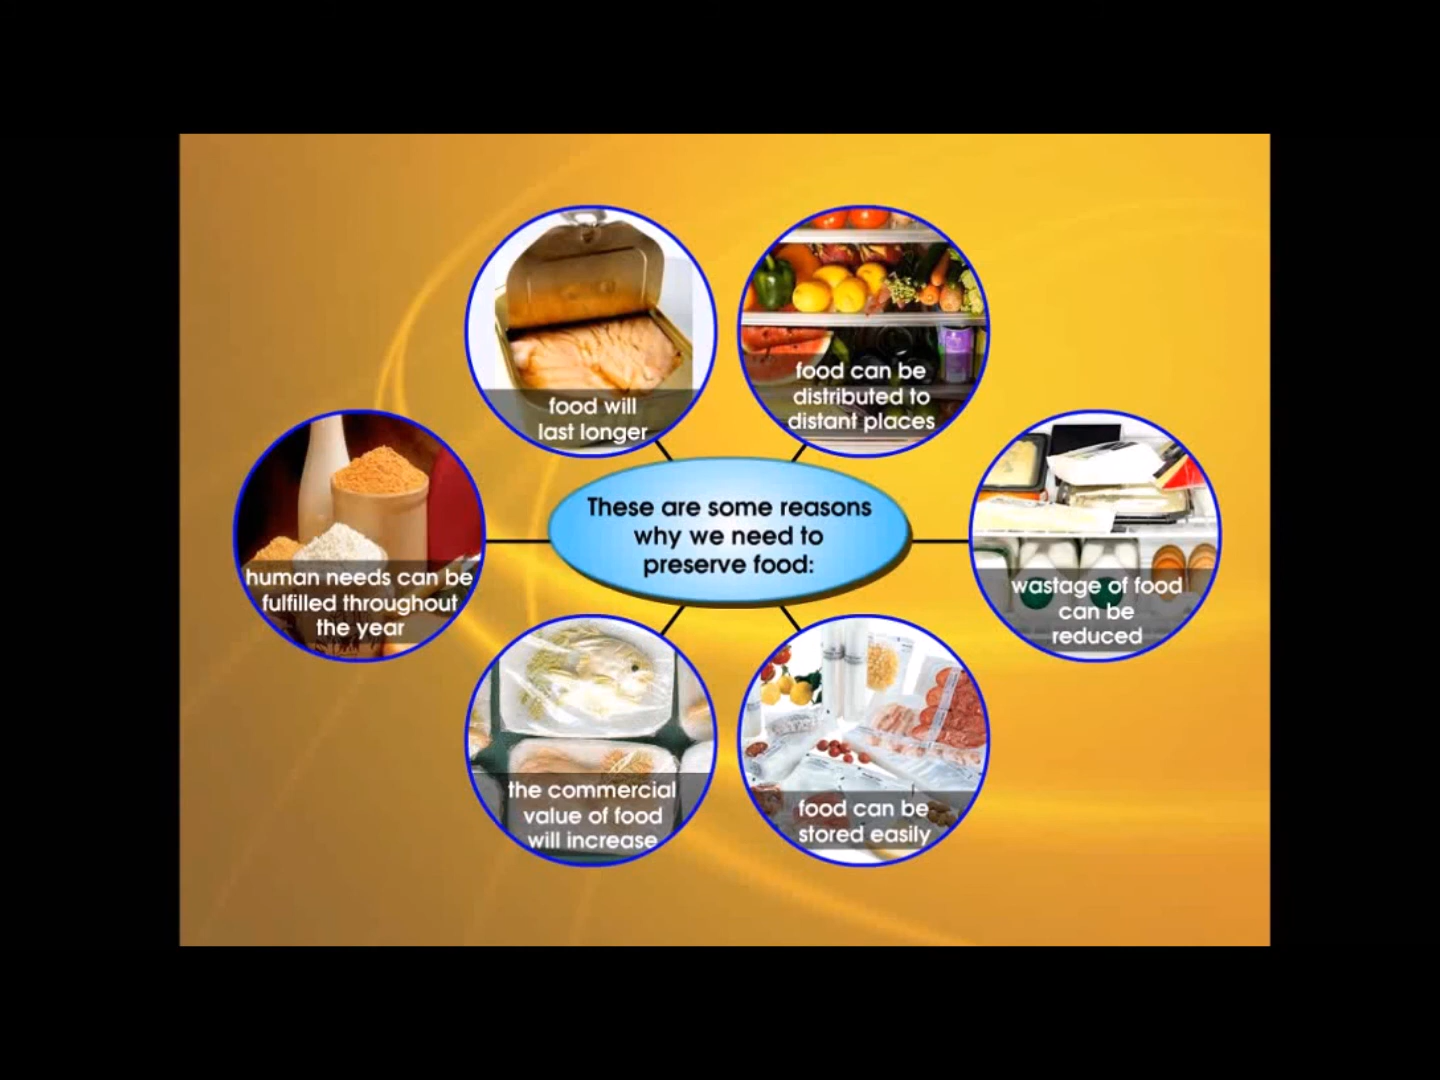 food will
last longer
food can be
distributed to
distant places
human needs can be
fulfilled throughout
the year
These are some reasons
why we need to
preserve food:
wastage of food
can be
reduced
the commercial
value of food
will increase
food can be
stored easily